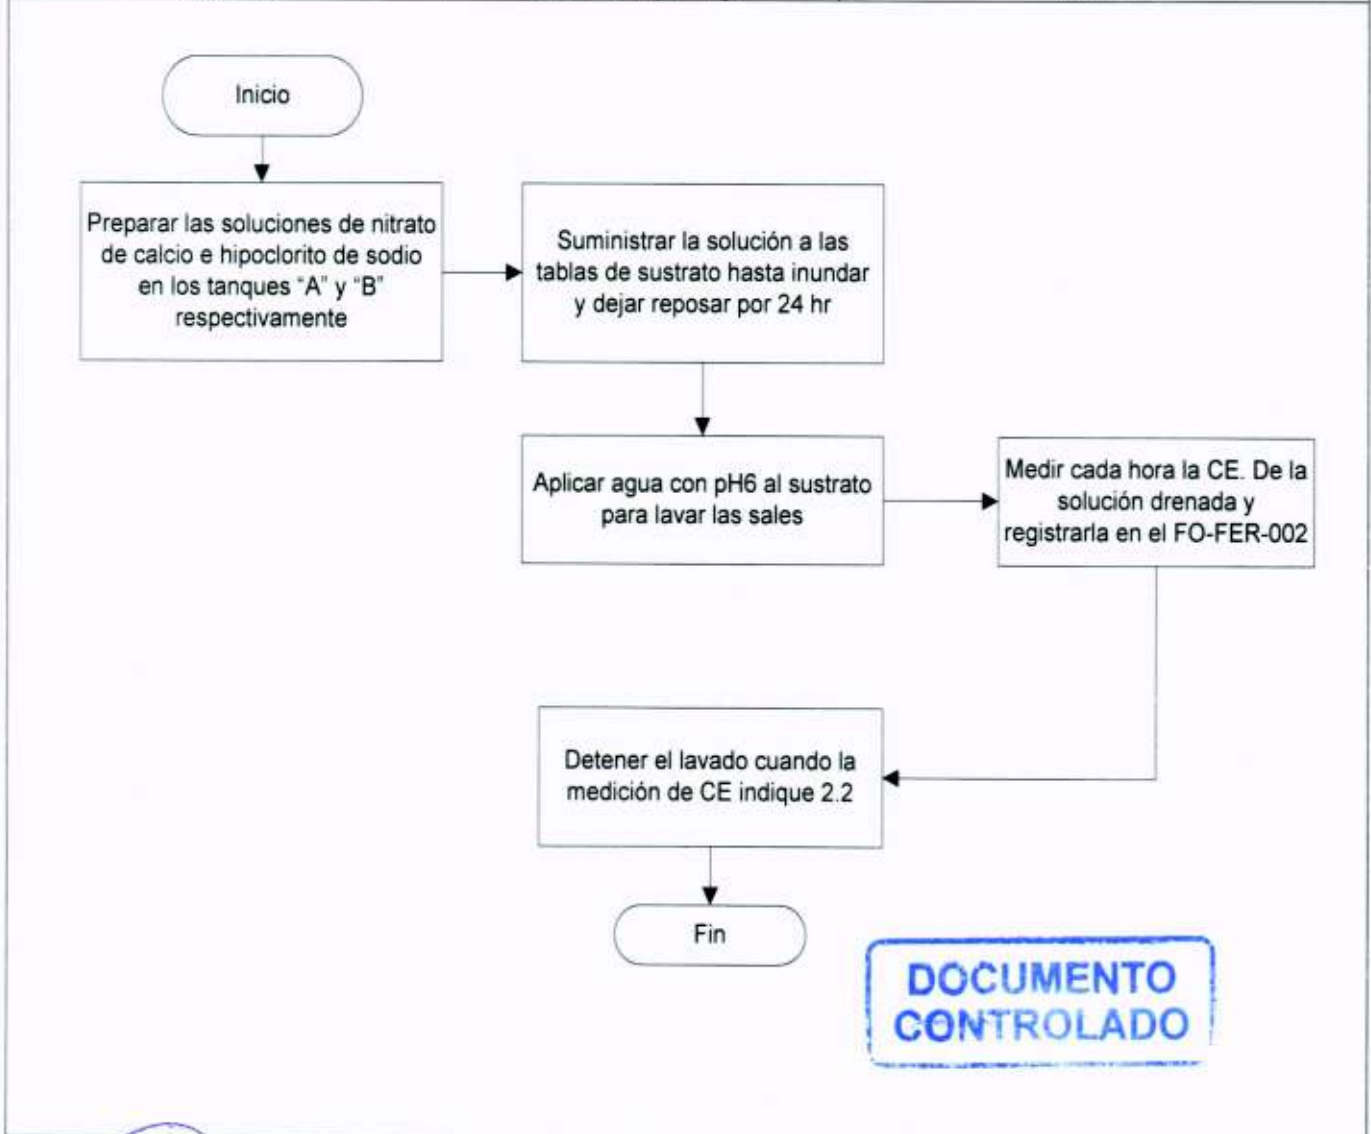 Inicio
Preparar las soluciones de nitrato
de calcio e hipoclorito de sodio
en los tanques “A” y “B”
respectivamente
Suministrar la solución a las
tablas de sustrato hasta inundar
y dejar reposar por 24 hr
Aplicar agua con pH6 al sustrato
para lavar las sales
Medir cada hora la CE. De la
solución drenada y
registrarla en el FO-FER-002
Detener el lavado cuando la
medición de CE indique 2.2
Fin
DOCUMENTO
CONTROLADO